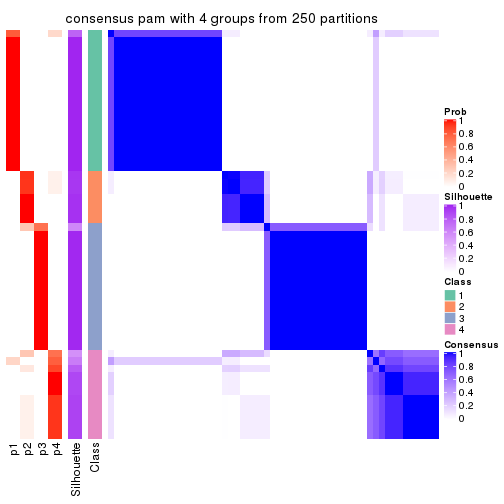 consensus pam with 4 groups from 250 partitions
Prob
1
0.8
0.6
0.4
0.2
0
Silhouette
1
0.8
0.6
0.4
0.2
0
Class
1
2
3
4
Consensus
1
0.8
0.6
0.4
0.2
0
p1
p2
p3
p4
Silhouette
Class